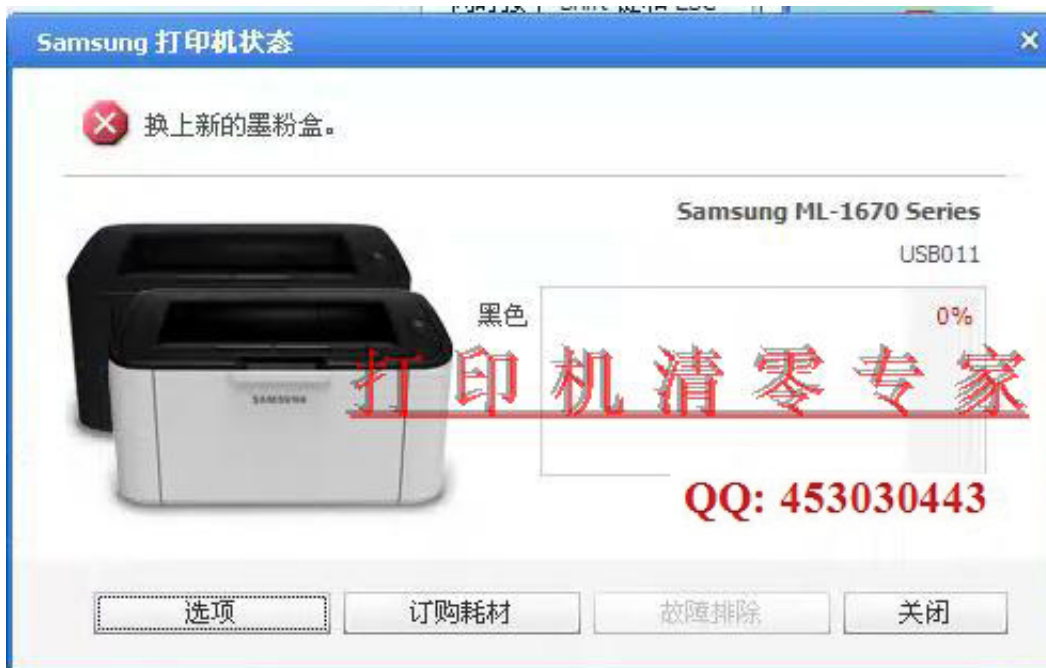 Samsung 打印机状态
换上新的墨粉盒。
Samsung ML-1670 Series
USB011
黑色
0%
打印机清零专家
SAMSUNG
QQ: 453030443
选项
订购耗材
故障排除
关闭